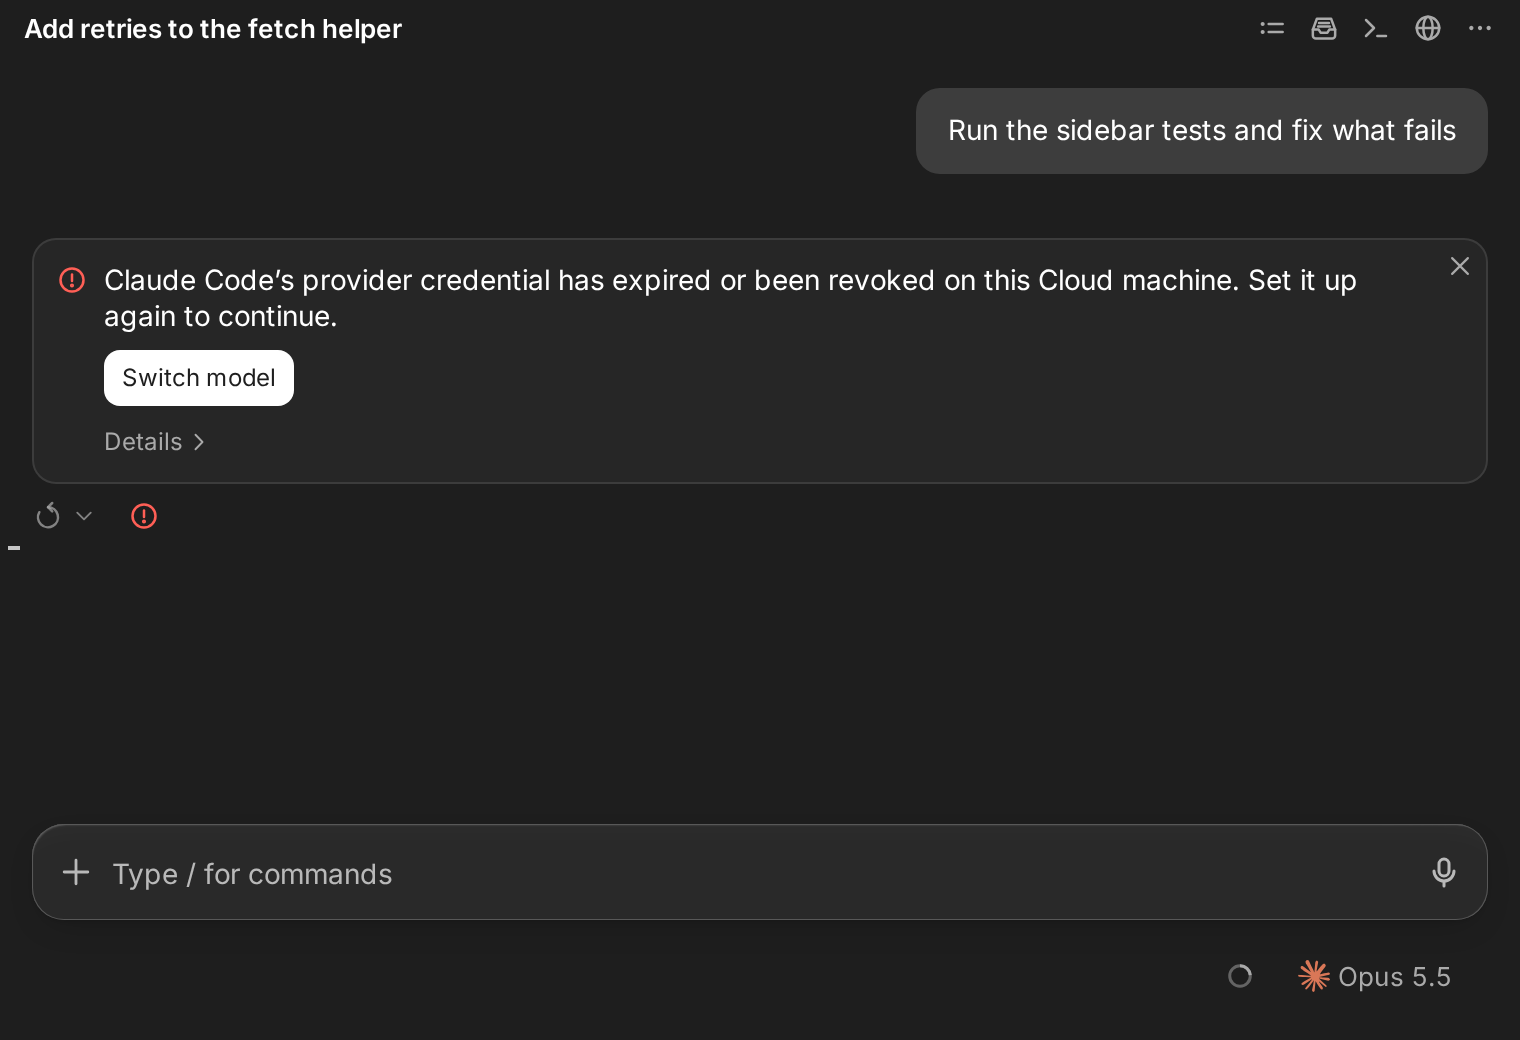 Add retries to the fetch helper
Run the sidebar tests and fix what fails
Claude Code’s provider credential has expired or been revoked on this Cloud machine. Set it up
again to continue.
Switch model
Details
Type / for commands
Opus 5.5